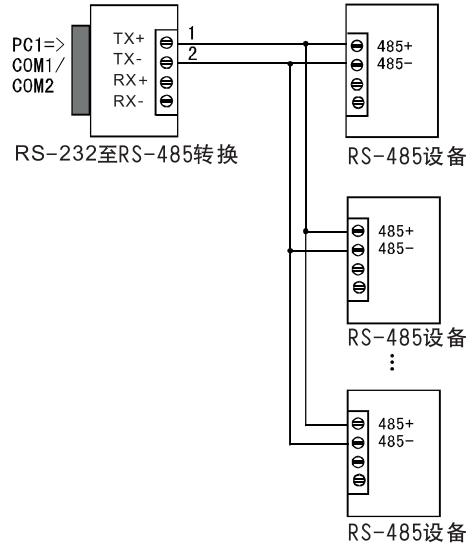 PC1=>
COM1/
COM2
TX+
TX-
RX+
RX-
1
2
RS-232至RS-485转换
485+
485-
RS-485设备
485+
485-
RS-485设备
⋮
485+
485-
RS-485设备